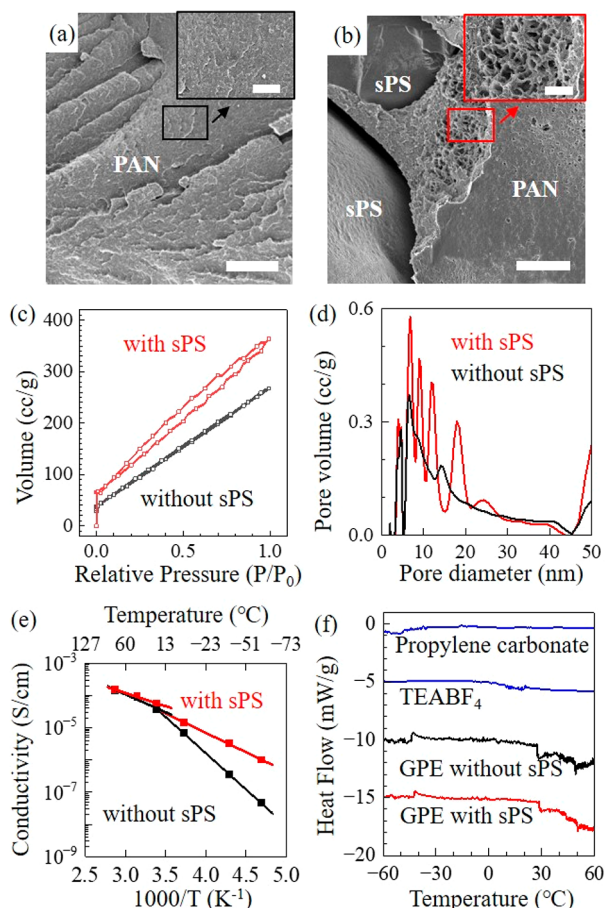 (a)
PAN
(b)
sPS
sPS
PAN
(c)
400
300
200
100
0
with sPS
without sPS
0.0 0.5 1.0
Volume (cc/g)
Relative Pressure (P/P₀)
(d)
0.6
0.3
0.0
with sPS
without sPS
0 10 20 30 40 50
Pore volume (cc/g)
Pore diameter (nm)
(e)
Temperature (°C)
127 60 13 −23 −51 −73
10⁻³
10⁻⁵
10⁻⁷
10⁻⁹
with sPS
without sPS
2.5 3.0 3.5 4.0 4.5 5.0
Conductivity (S/cm)
1000/T (K⁻¹)
(f)
0
−5
−10
−15
−20
Propylene carbonate
TEABF₄
GPE without sPS
GPE with sPS
−60 −30 0 30 60
Heat Flow (mW/g)
Temperature (°C)